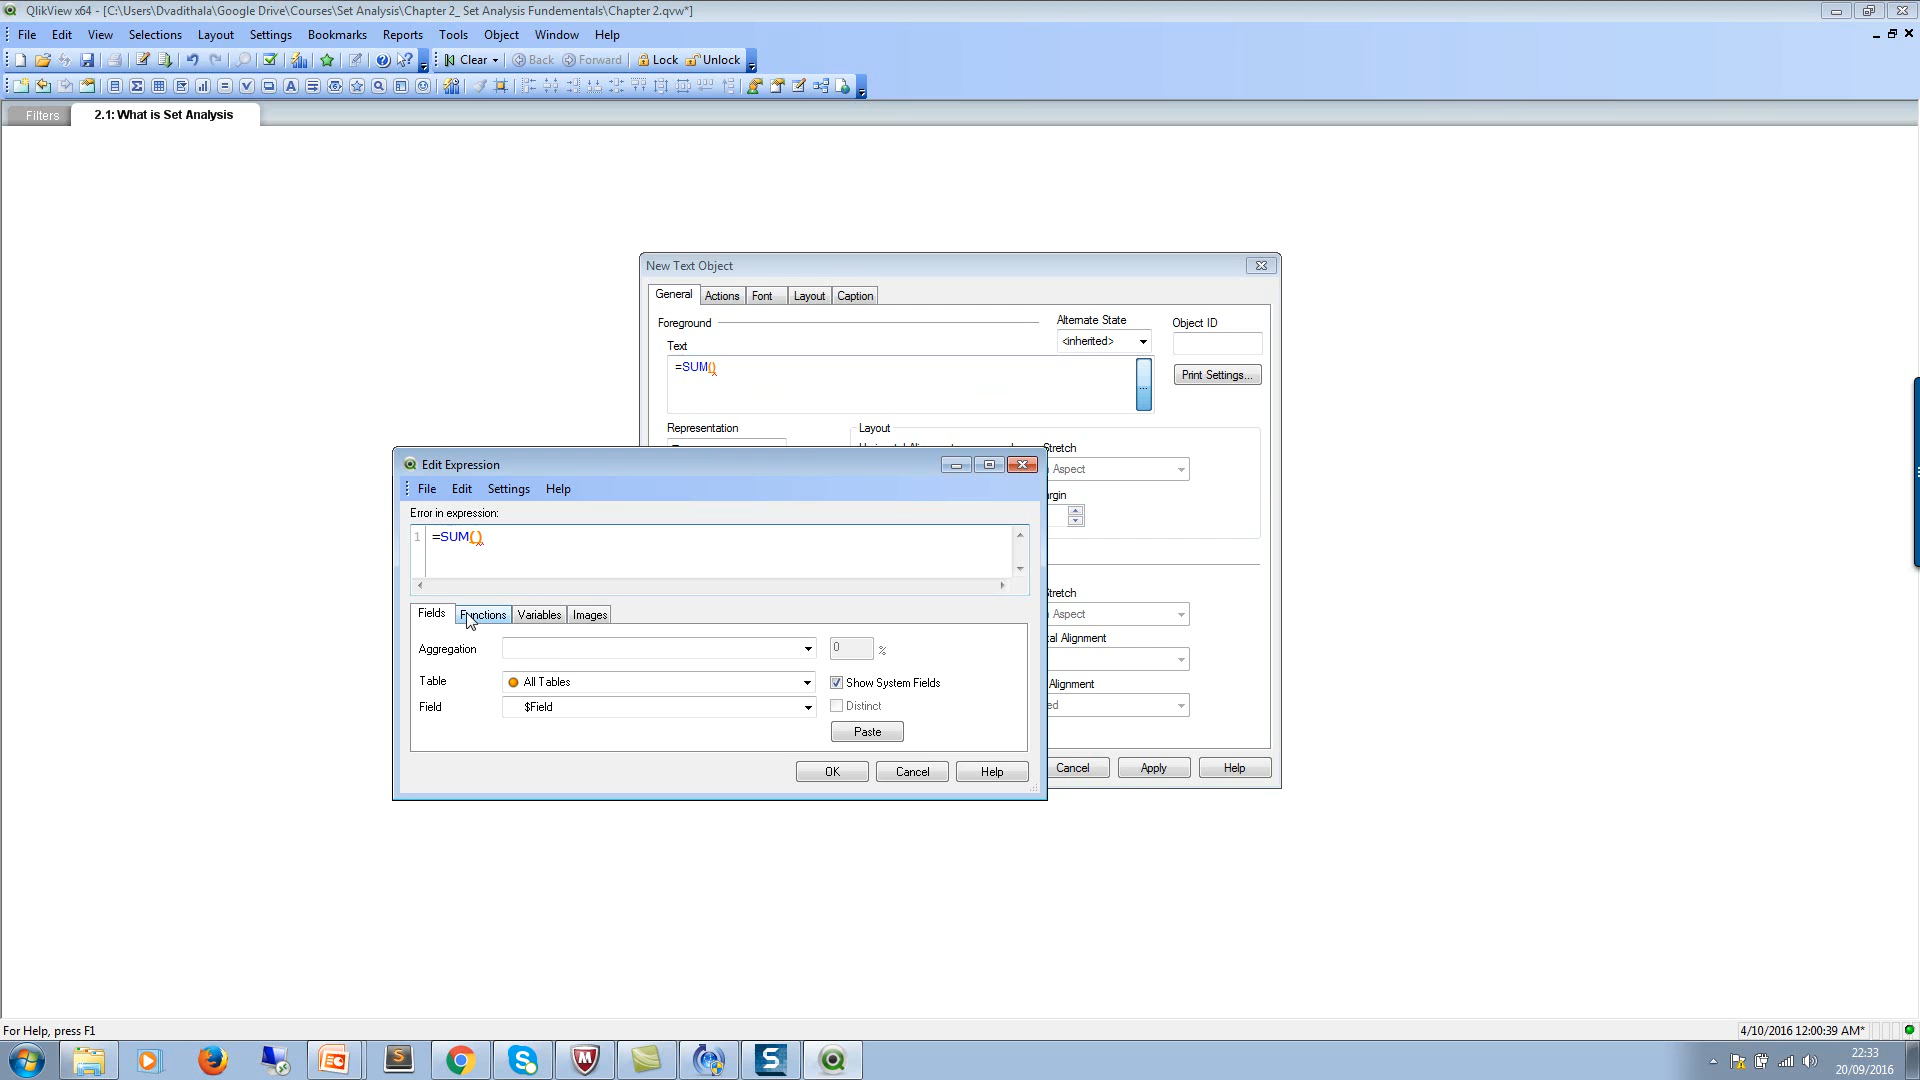 QlikView x64 - [C:\Users\Dvadithala\Google Drive\Courses\Set Analysis\Chapter 2_ Set Analysis Fundementals\Chapter 2.qvw*]
File Edit View Selections Layout Settings Bookmarks Reports Tools Object Window Help
Clear Back Forward Lock Unlock
Filters 2.1: What is Set Analysis
New Text Object
General Actions Font Layout Caption
Foreground Alternate State Object ID
<inherited>
Text
=SUM()
Print Settings...
Representation Layout
Stretch
Aspect
Edit Expression
File Edit Settings Help
Error in expression:
1 =SUM()
Fields Functions Variables Images
Stretch
Aspect
Aggregation 0 %
Table All Tables Show System Fields
Alignment
Field $Field Distinct
Paste
OK Cancel Help
Cancel Apply Help
For Help, press F1
4/10/2016 12:00:39 AM*
22:33
20/09/2016